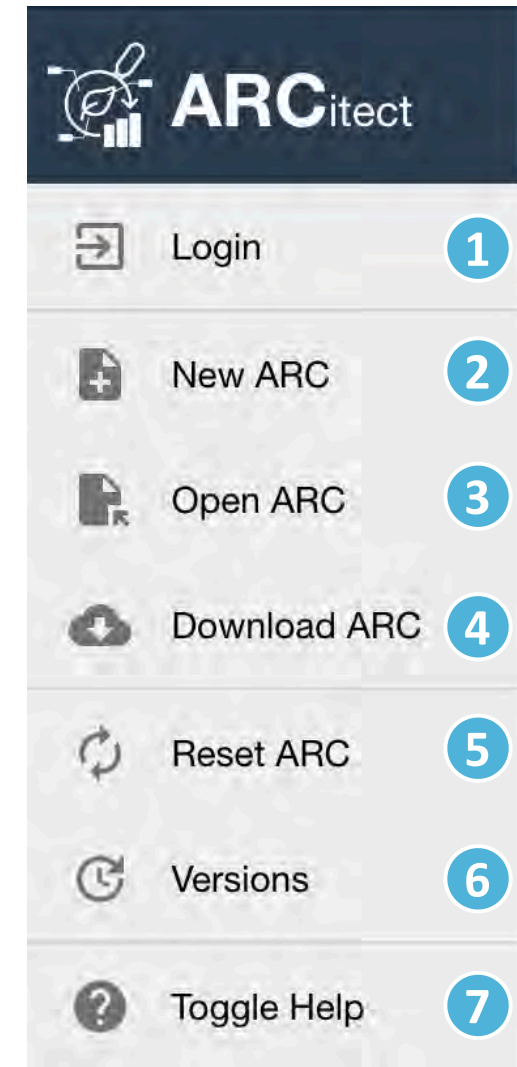 ARCitect
Login 1
New ARC 2
Open ARC 3
Download ARC 4
Reset ARC 5
Versions 6
Toggle Help 7